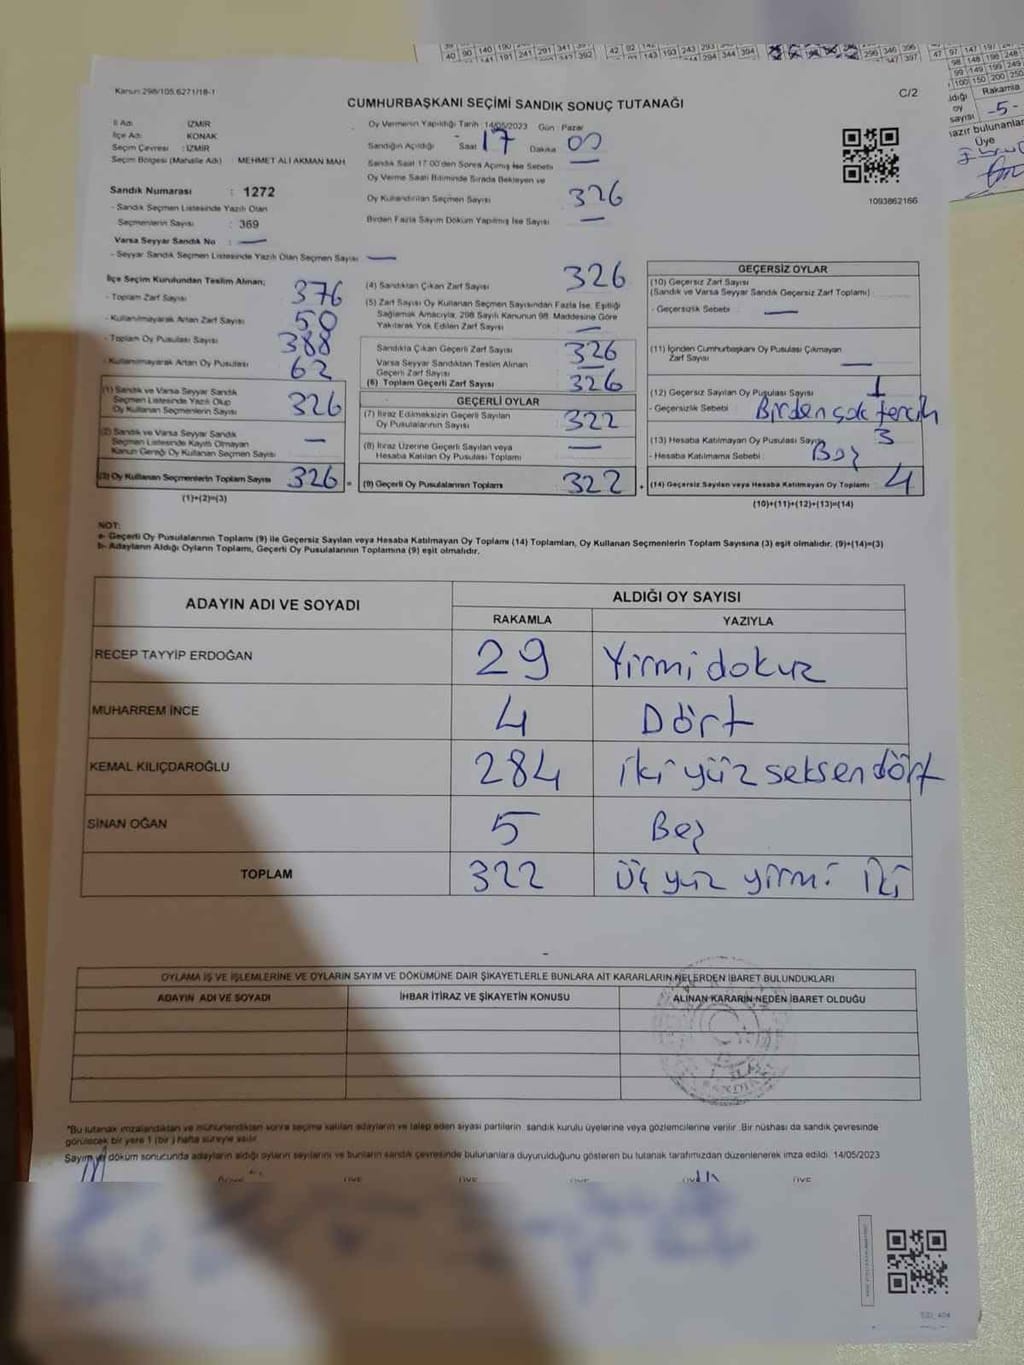 Kanun 298/105,6271/18-1
C/2
CUMHURBAŞKANI SEÇİMİ SANDIK SONUÇ TUTANAĞI
İl Adı : İZMİR
İlçe Adı : KONAK
Seçim Çevresi : İZMİR
Seçim Bölgesi (Mahalle Adı) : MEHMET ALİ AKMAN MAH
Sandık Numarası : 1272
- Sandık Seçmen Listesinde Yazılı Olan
Seçmenlerin Sayısı : 369
Varsa Seyyar Sandık No : —
- Seyyar Sandık Seçmen Listesinde Yazılı Olan Seçmen Sayısı : —
Oy Vermenin Yapıldığı Tarih : 14/05/2023 Gün : Pazar
Sandığın Açıldığı Saat 17 Dakika 00
Sandık Saat 17:00'den Sonra Açılmış İse Sebebi —
Oy Verme Saati Bitiminde Sırada Bekleyen ve
Oy Kullandırılan Seçmen Sayısı 326
Birden Fazla Sayım Döküm Yapılmış İse Sayısı —
1093862166
İlçe Seçim Kurulundan Teslim Alınan;
- Toplam Zarf Sayısı 376
- Kullanılmayarak Artan Zarf Sayısı 50
- Toplam Oy Pusulası Sayısı 388
- Kullanılmayarak Artan Oy Pusulası 62
(1) Sandık ve Varsa Seyyar Sandık
Seçmen Listesinde Yazılı Olup
Oy Kullanan Seçmenlerin Sayısı 326
(2) Sandık ve Varsa Seyyar Sandık
Seçmen Listesinde Kayıtlı Olmayan
Kanun Gereği Oy Kullanan Seçmen Sayısı —
(3) Oy Kullanan Seçmenlerin Toplam Sayısı 326 =
(1)+(2)=(3)
(4) Sandıktan Çıkan Zarf Sayısı 326
(5) Zarf Sayısı Oy Kullanan Seçmen Sayısından Fazla İse, Eşitliği
Sağlamak Amacıyla, 298 Sayılı Kanunun 98. Maddesine Göre
Yakılarak Yok Edilen Zarf Sayısı —
Sandıkta Çıkan Geçerli Zarf Sayısı 326
Varsa Seyyar Sandıktan Teslim Alınan
Geçerli Zarf Sayısı
(6) Toplam Geçerli Zarf Sayısı 326
GEÇERLİ OYLAR
(7) İtiraz Edilmeksizin Geçerli Sayılan
Oy Pusulalarının Sayısı 322
(8) İtiraz Üzerine Geçerli Sayılan veya
Hesaba Katılan Oy Pusulası Toplamı —
(9) Geçerli Oy Pusulalarının Toplamı 322 +
GEÇERSİZ OYLAR
(10) Geçersiz Zarf Sayısı
(Sandık ve Varsa Seyyar Sandık Geçersiz Zarf Toplamı)
- Geçersizlik Sebebi : —
(11) İçinden Cumhurbaşkanı Oy Pusulası Çıkmayan
Zarf Sayısı —
(12) Geçersiz Sayılan Oy Pusulası Sayısı 1
- Geçersizlik Sebebi : Birden çok tercih
(13) Hesaba Katılmayan Oy Pusulası Sayısı 3
- Hesaba Katılmama Sebebi : Boş
(14) Geçersiz Sayılan veya Hesaba Katılmayan Oy Toplamı 4
(10)+(11)+(12)+(13)=(14)
NOT:
a- Geçerli Oy Pusulalarının Toplamı (9) ile Geçersiz Sayılan veya Hesaba Katılmayan Oy Toplamı (14) Toplamları, Oy Kullanan Seçmenlerin Toplam Sayısına (3) eşit olmalıdır. (9)+(14)=(3)
b- Adayların Aldığı Oyların Toplamı, Geçerli Oy Pusulalarının Toplamına (9) eşit olmalıdır.
ADAYIN ADI VE SOYADI
ALDIĞI OY SAYISI
RAKAMLA YAZIYLA
RECEP TAYYİP ERDOĞAN 29 Yirmi dokuz
MUHARREM İNCE 4 Dört
KEMAL KILIÇDAROĞLU 284 iki yüz seksen dört
SİNAN OĞAN 5 Beş
TOPLAM 322 Üç yüz yirmi iki
OYLAMA İŞ VE İŞLEMLERİNE VE OYLARIN SAYIM VE DÖKÜMÜNE DAİR ŞİKAYETLERLE BUNLARA AİT KARARLARIN NELERDEN İBARET BULUNDUKLARI
ADAYIN ADI VE SOYADI İHBAR İTİRAZ VE ŞİKAYETİN KONUSU ALINAN KARARIN NEDEN İBARET OLDUĞU
*Bu tutanak imzalandıktan ve mühürlendikten sonra seçime katılan adayların ve talep eden siyasi partilerin, sandık kurulu üyelerine veya gözlemcilerine verilir. Bir nüshası da sandık çevresinde
görülecek bir yere 1 (bir) hafta süreyle asılır.
Sayım ve döküm sonucunda adayların aldığı oyların sayılarını ve bunların sandık çevresinde bulunanlara duyurulduğunu gösteren bu tutanak tarafımızdan düzenlenerek imza edildi. 14/05/2023